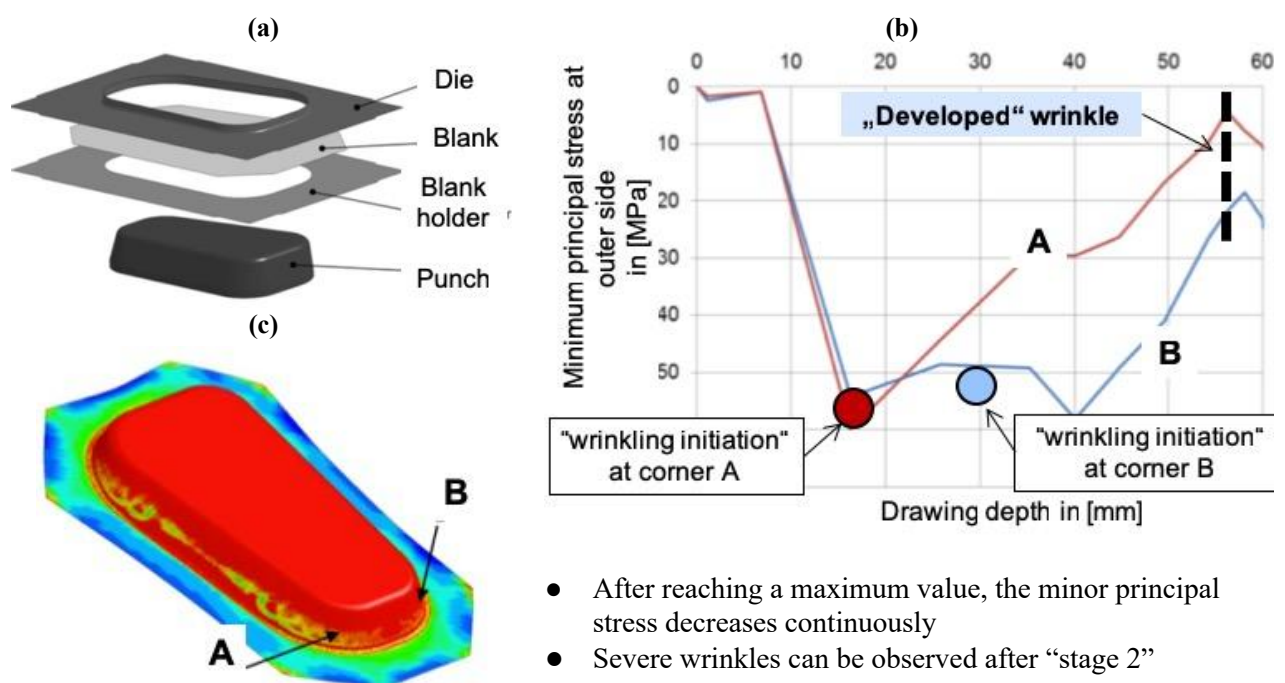 (a)
Die
Blank
Blank
holder
Punch
(b)
0 10 20 30 40 50 60
0
10
20
30
40
50
Minimum principal stress at
outer side
in [MPa]
„Developed“ wrinkle
A
B
“wrinkling initiation“
at corner A
“wrinkling initiation“
at corner B
Drawing depth in [mm]
(c)
B
A
● After reaching a maximum value, the minor principal
stress decreases continuously
● Severe wrinkles can be observed after “stage 2”